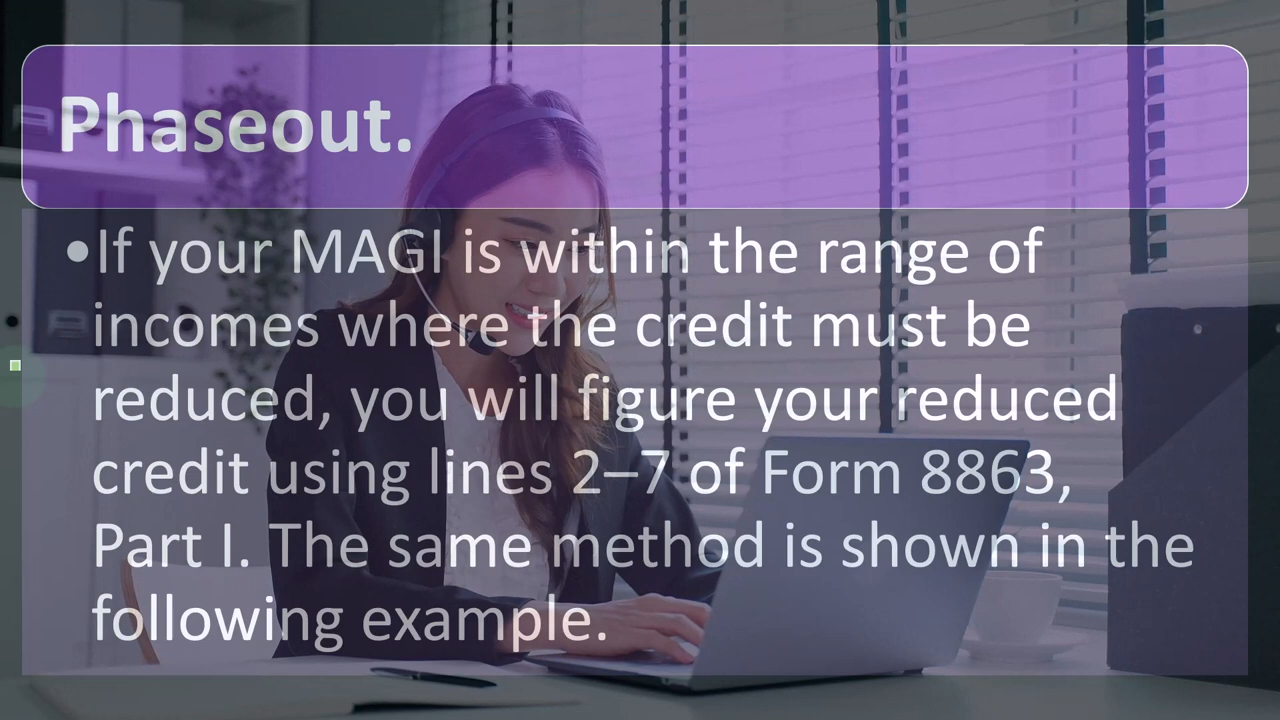 Phaseout.
•If your MAGI is within the range of
incomes where the credit must be
reduced, you will figure your reduced
credit using lines 2–7 of Form 8863,
Part I. The same method is shown in the
following example.